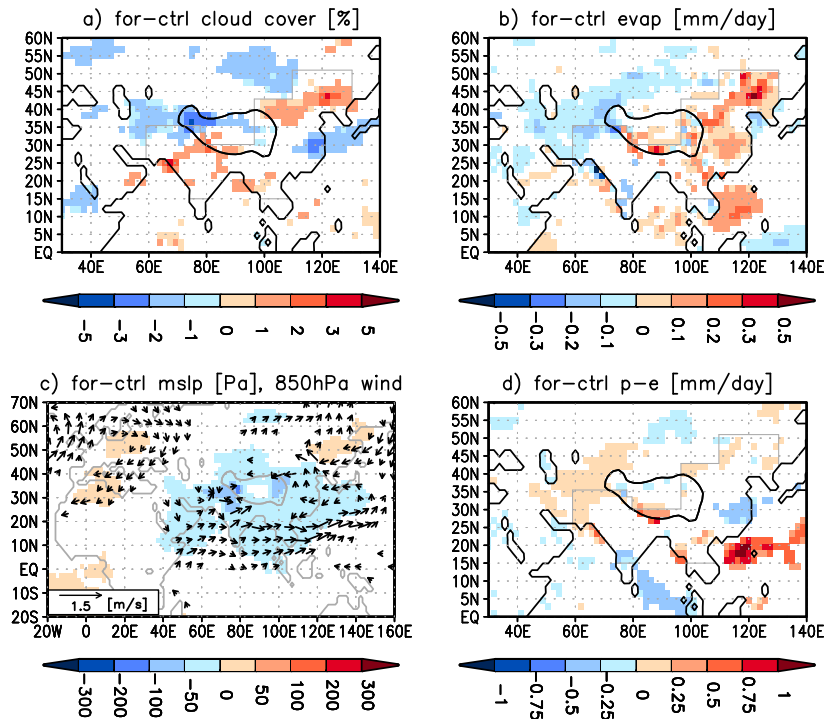 a) for-ctrl cloud cover [%]
60N
55N
50N
45N
40N
35N
30N
25N
20N
15N
10N
5N
EQ
40E 60E 80E 100E 120E 140E
-5 -3 -2 -1 0 1 2 3 5
b) for-ctrl evap [mm/day]
60N
55N
50N
45N
40N
35N
30N
25N
20N
15N
10N
5N
EQ
40E 60E 80E 100E 120E 140E
-0.5 -0.3 -0.2 -0.1 0 0.1 0.2 0.3 0.5
c) for-ctrl mslp [Pa], 850hPa wind
70N
60N
50N
40N
30N
20N
10N
EQ
10S
20S
1.5 [m/s]
20W 0 20E 40E 60E 80E 100E 120E 140E 160E
-300 -200 -100 -50 0 50 100 200 300
d) for-ctrl p-e [mm/day]
60N
55N
50N
45N
40N
35N
30N
25N
20N
15N
10N
5N
EQ
40E 60E 80E 100E 120E 140E
-1 -0.75 -0.5 -0.25 0 0.25 0.5 0.75 1